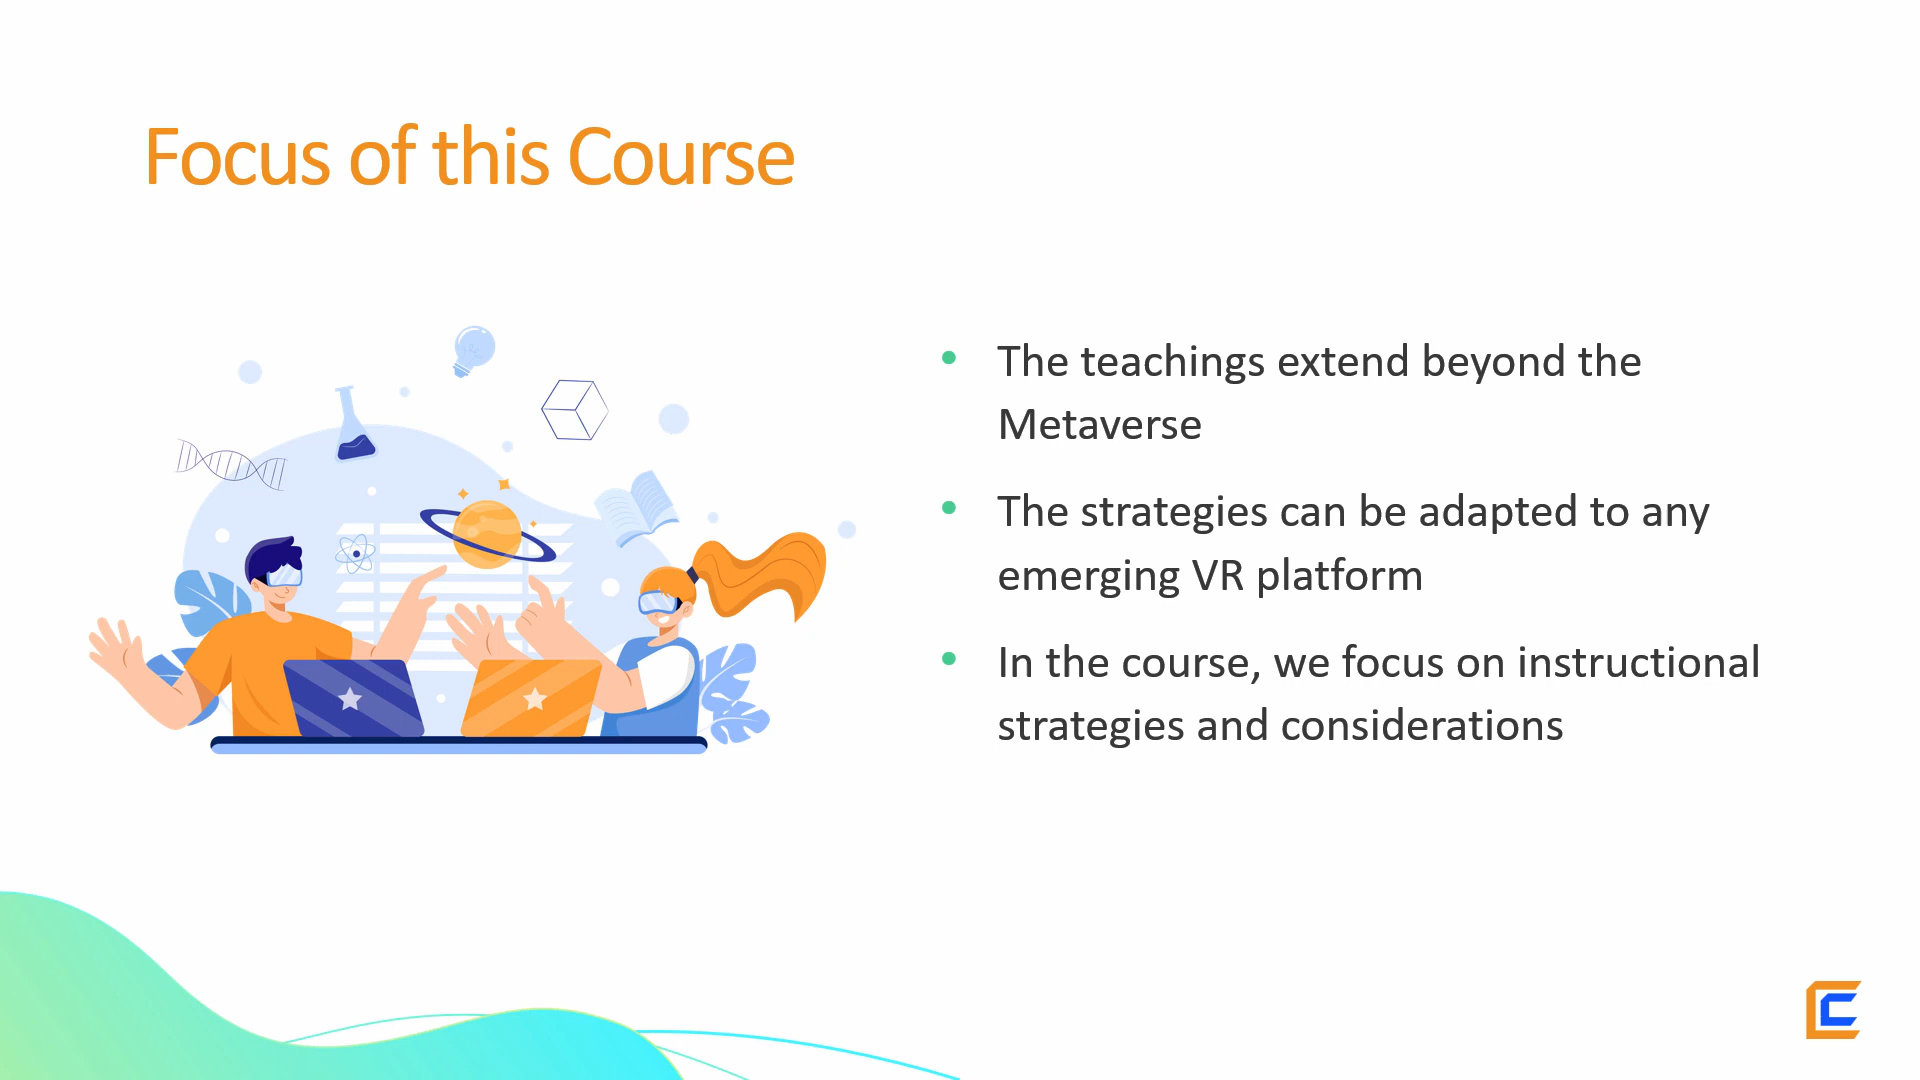 Focus of this Course
• The teachings extend beyond the
Metaverse
• The strategies can be adapted to any
emerging VR platform
• In the course, we focus on instructional
strategies and considerations